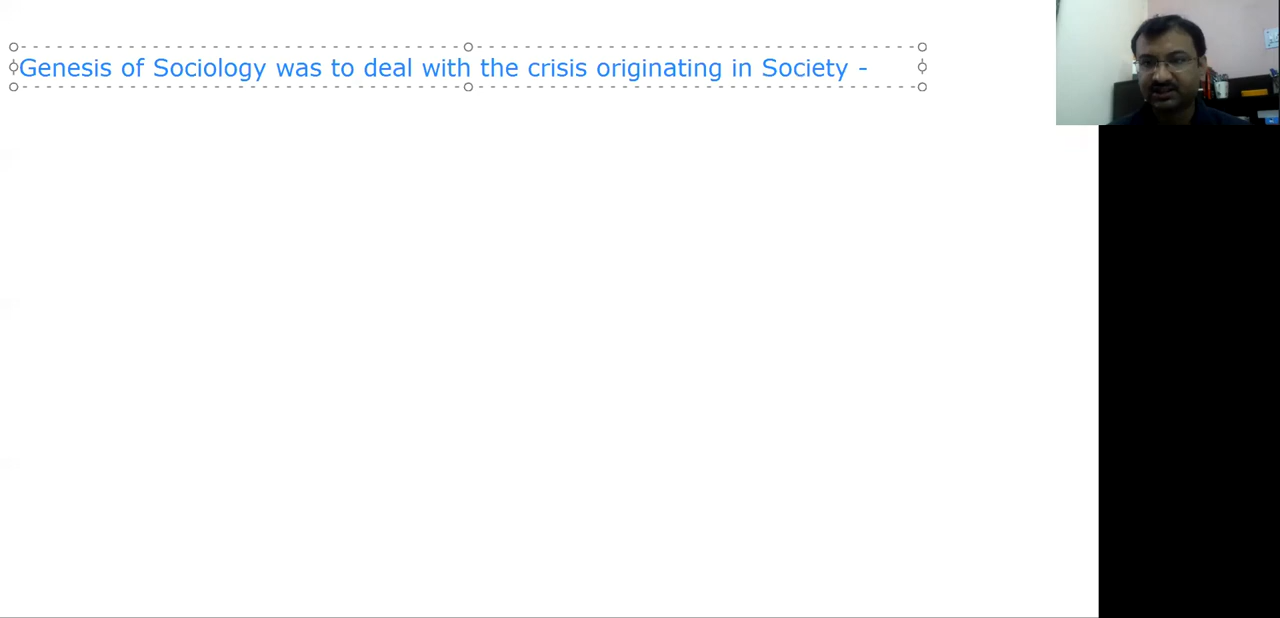 Genesis of Sociology was to deal with the crisis originating in Society -